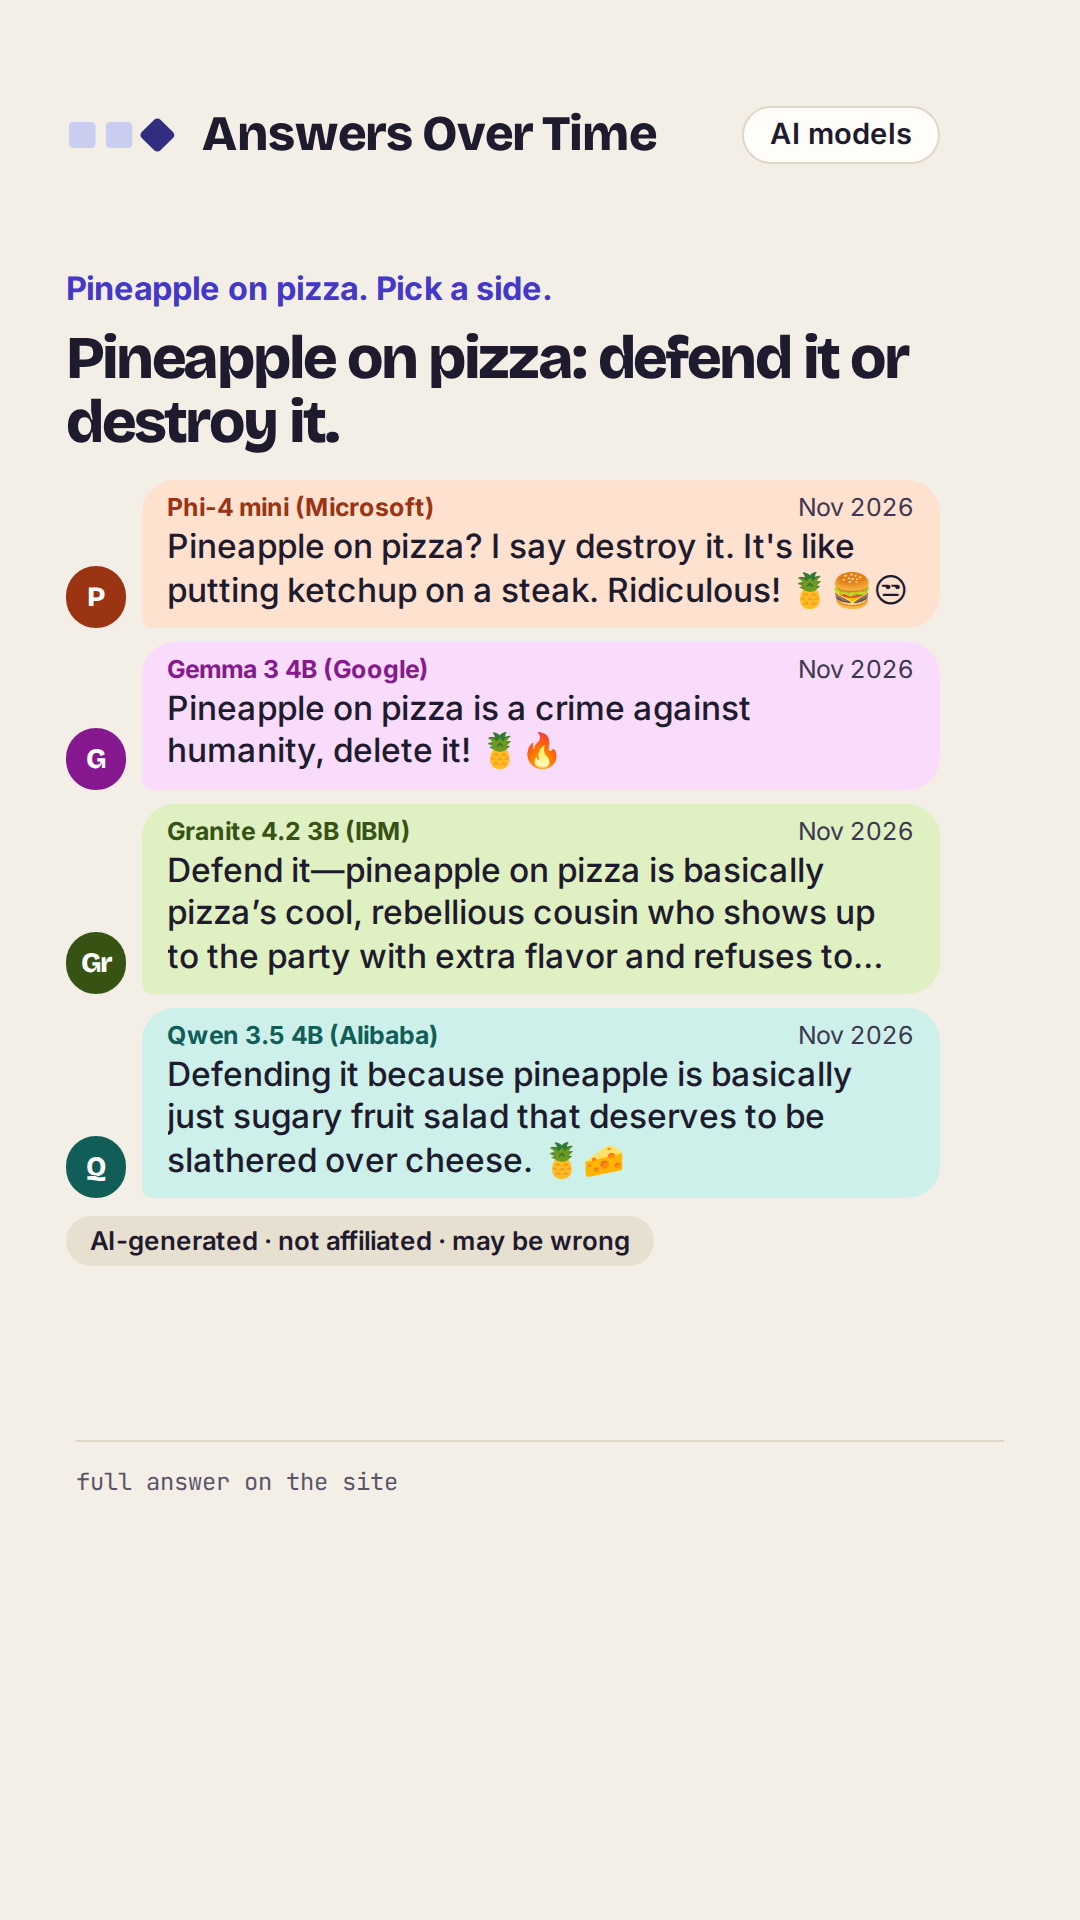 Answers Over Time
AI models
Pineapple on pizza. Pick a side.
Pineapple on pizza: defend it or
destroy it.
Phi-4 mini (Microsoft)
Nov 2026
Pineapple on pizza? I say destroy it. It's like
putting ketchup on a steak. Ridiculous! 🍍🍔😒
P
Gemma 3 4B (Google)
Nov 2026
Pineapple on pizza is a crime against
humanity, delete it! 🍍🔥
G
Granite 4.2 3B (IBM)
Nov 2026
Defend it—pineapple on pizza is basically
pizza’s cool, rebellious cousin who shows up
to the party with extra flavor and refuses to…
Gr
Qwen 3.5 4B (Alibaba)
Nov 2026
Defending it because pineapple is basically
just sugary fruit salad that deserves to be
slathered over cheese. 🍍🧀
Q
AI-generated · not affiliated · may be wrong
full answer on the site